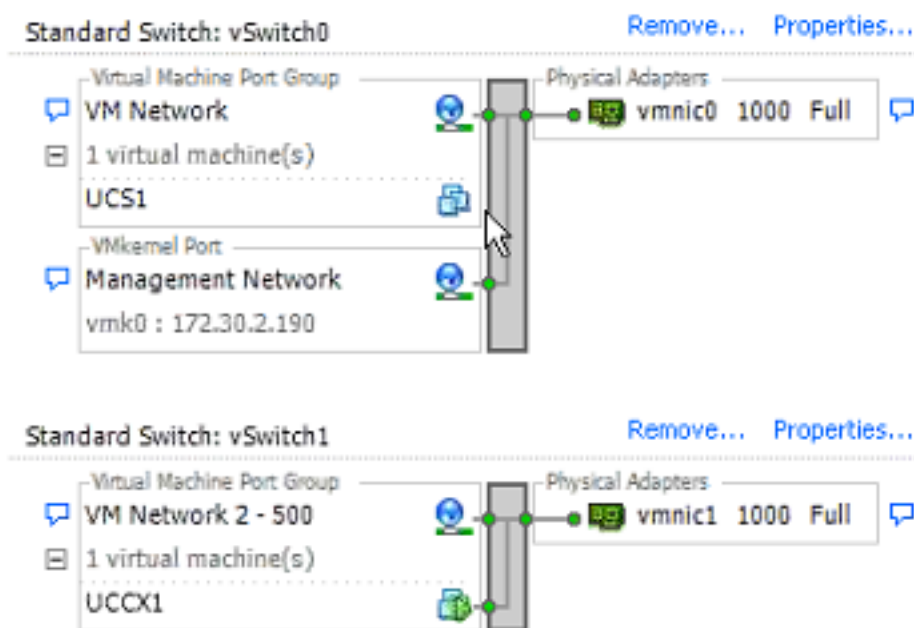 Standard Switch: vSwitch0 Remove... Properties...
Virtual Machine Port Group Physical Adapters
VM Network vmnic0 1000 Full
1 virtual machine(s)
UCS1
VMkernel Port
Management Network
vmk0 : 172.30.2.190
Standard Switch: vSwitch1 Remove... Properties...
Virtual Machine Port Group Physical Adapters
VM Network 2 - 500 vmnic1 1000 Full
1 virtual machine(s)
UCCX1